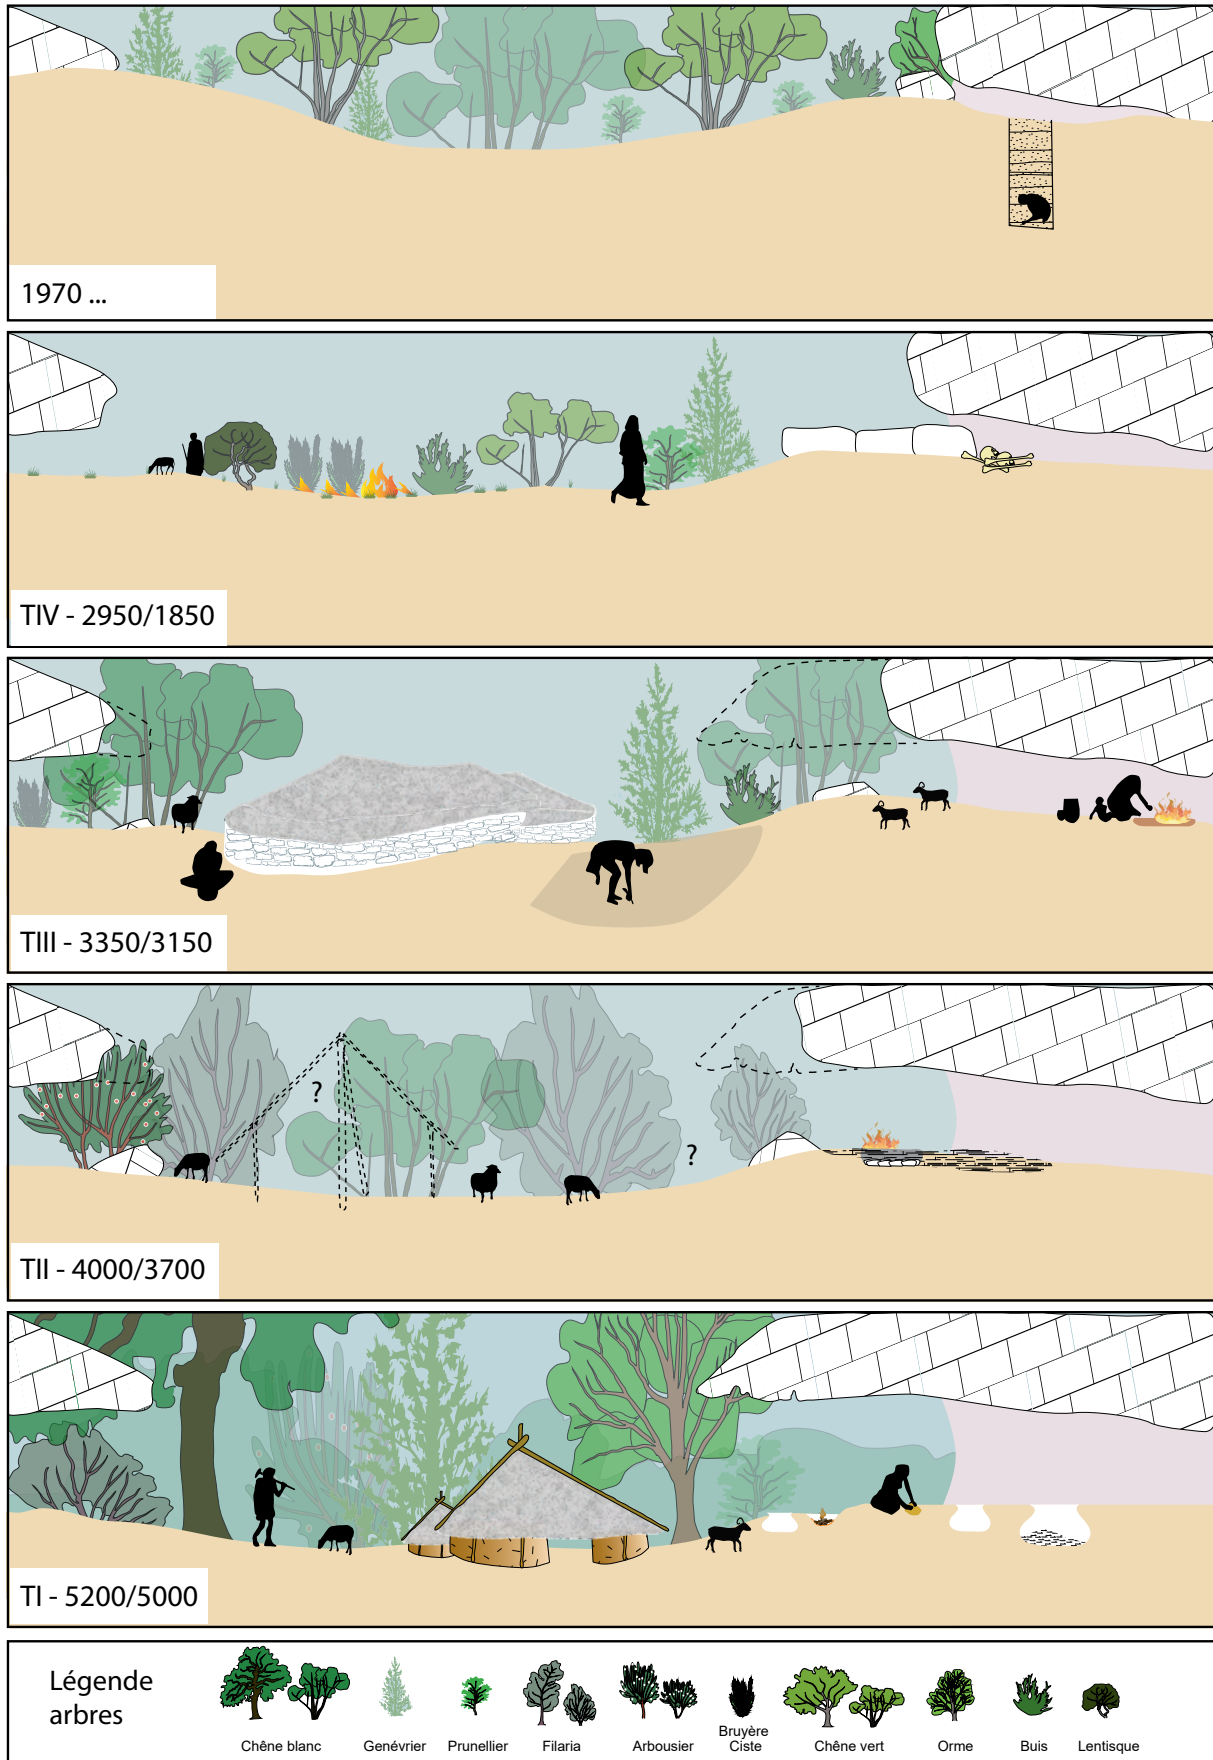 1970 ...
TIV - 2950/1850
TIII - 3350/3150
?
?
TII - 4000/3700
TI - 5200/5000
Légende
arbres
Chêne blanc
Genévrier
Prunellier
Filaria
Arbousier
Bruyère
Ciste
Chêne vert
Orme
Buis
Lentisque